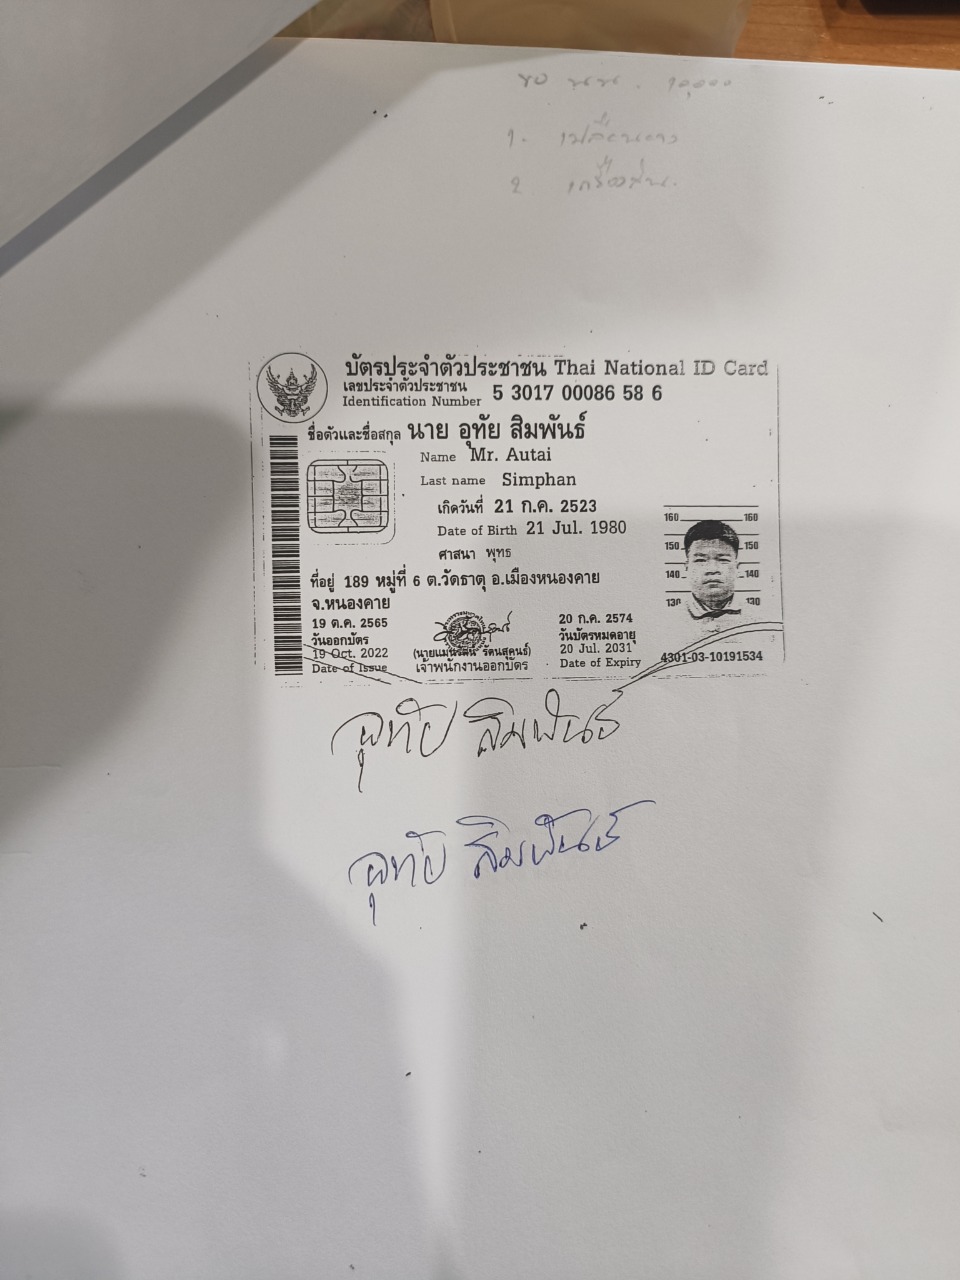 1.
2.
บัตรประจำตัวประชาชน Thai National ID Card
เลขประจำตัวประชาชน
Identification Number 5 3017 00086 58 6
ชื่อตัวและชื่อสกุล นาย อุทัย สิมพันธ์
Name Mr. Autai
Last name Simphan
เกิดวันที่ 21 ก.ค. 2523
Date of Birth 21 Jul. 1980
ศาสนา พุทธ
ที่อยู่ 189 หมู่ที่ 6 ต.วัดธาตุ อ.เมืองหนองคาย
จ.หนองคาย
160 160
150 150
140 140
130 130
19 ต.ค. 2565
วันออกบัตร
19 Oct. 2022
Date of Issue
เจ้าพนักงานออกบัตร
20 ก.ค. 2574
วันบัตรหมดอายุ
20 Jul. 2031
Date of Expiry
4301-03-10191534
อุทัย สิมพันธ์
อุทัย สิมพันธ์